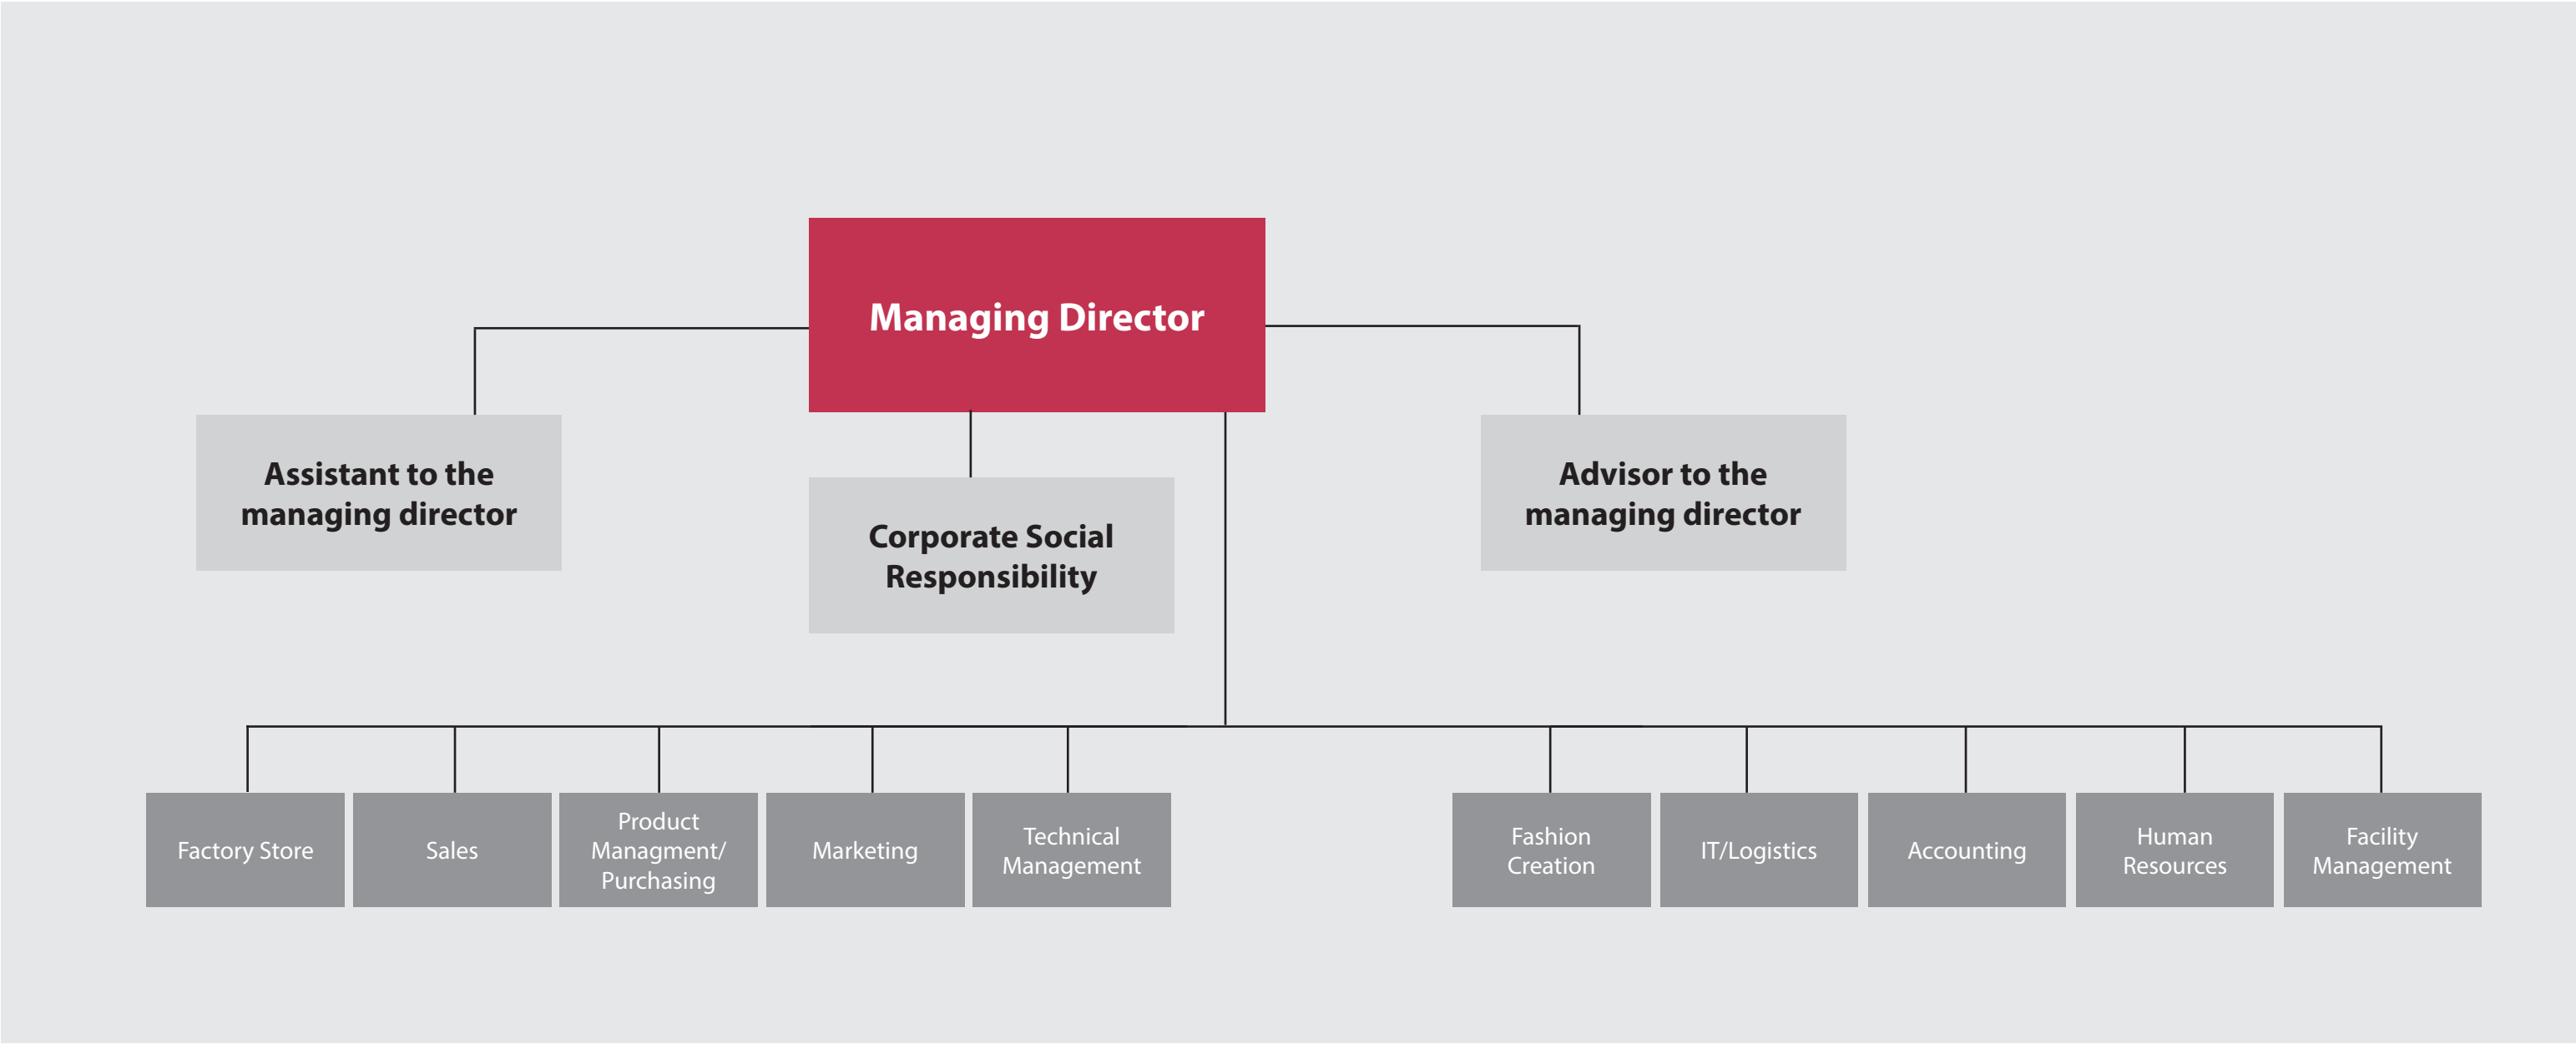 Managing Director
Assistant to the
managing director
Corporate Social
Responsibility
Advisor to the
managing director
Factory Store
Sales
Product
Managment/
Purchasing
Marketing
Technical
Management
Fashion
Creation
IT/Logistics
Accounting
Human
Resources
Facility
Management